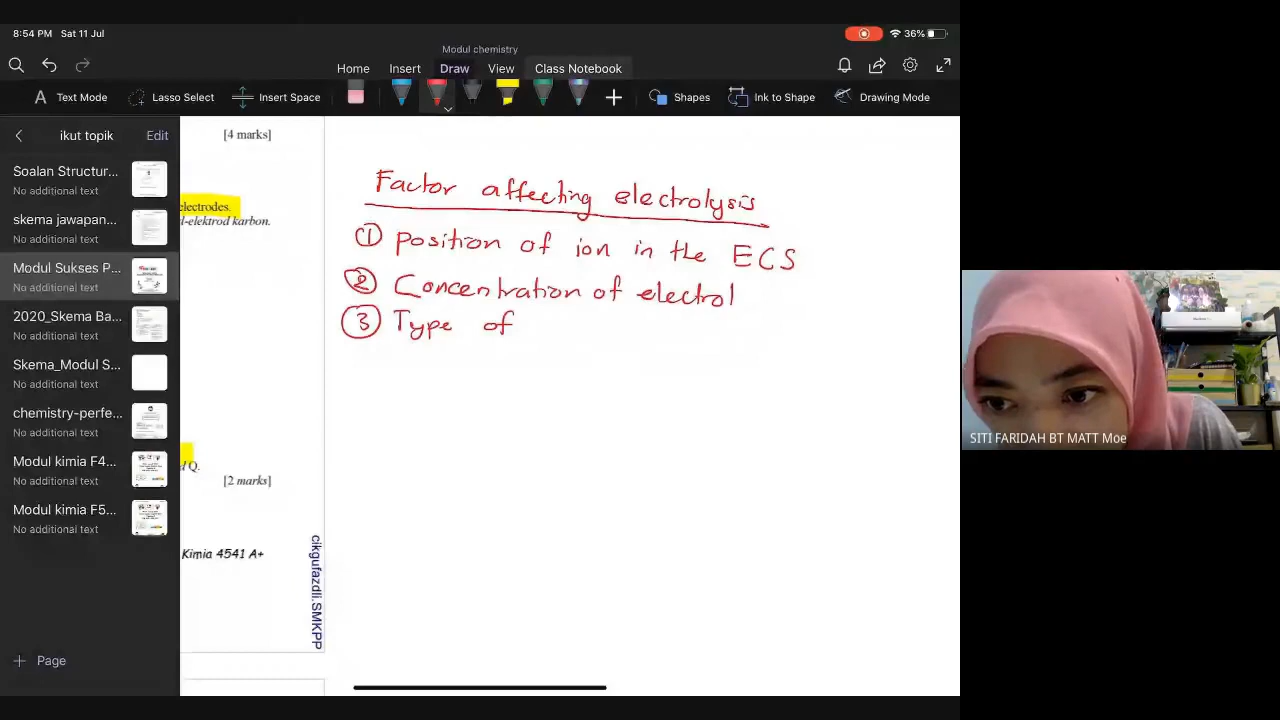 8:54 PM Sat 11 Jul
36%
Modul chemistry
Home Insert Draw View Class Notebook
Text Mode Lasso Select Insert Space Shapes Ink to Shape Drawing Mode
ikut topik Edit
Soalan Structur...
No additional text
skema jawapan...
No additional text
Modul Sukses P...
No additional text
2020_Skema Ba...
No additional text
Skema_Modul S...
No additional text
chemistry-perfe...
No additional text
Modul kimia F4...
No additional text
Modul kimia F5...
No additional text
Page
[4 marks]
electrodes.
d-elektrod karbon.
d Q.
[2 marks]
Kimia 4541 A+
cikgufazdli.SMKPP
Factor affecting electrolysis
① position of ion in the ECS
② Concentration of electrol
③ Type of
SITI FARIDAH BT MATT Moe